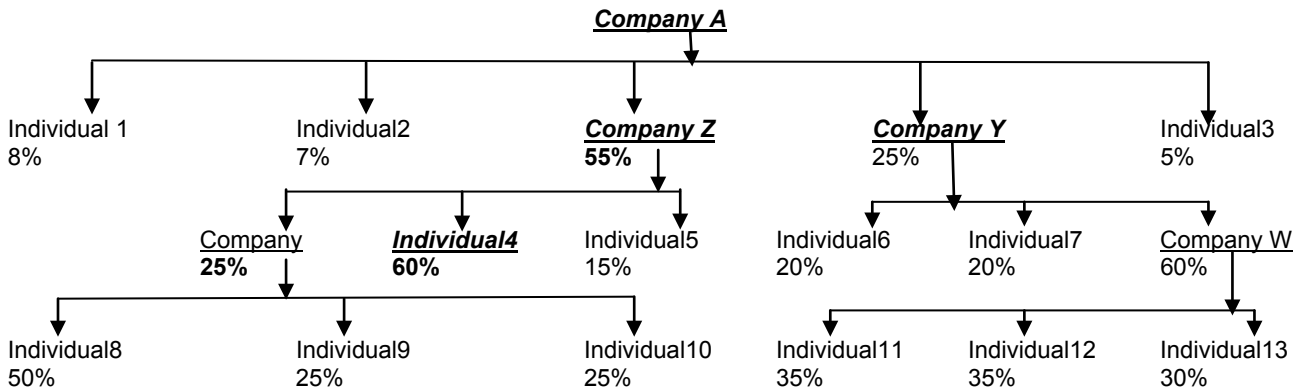 Company A
Individual 1 Individual2 Company Z Company Y Individual3
8% 7% 55% 25% 5%
Company Individual4 Individual5 Individual6 Individual7 Company W
25% 60% 15% 20% 20% 60%
Individual8 Individual9 Individual10 Individual11 Individual12 Individual13
50% 25% 25% 35% 35% 30%